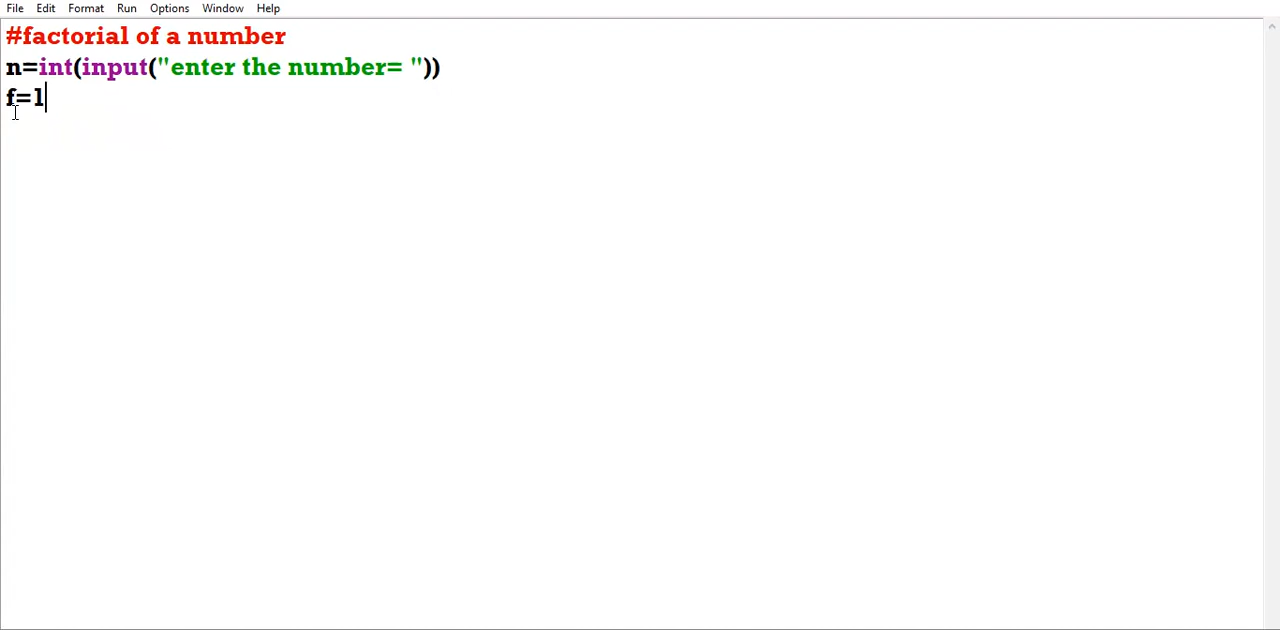 File Edit Format Run Options Window Help
#factorial of a number
n=int(input("enter the number= "))
f=1